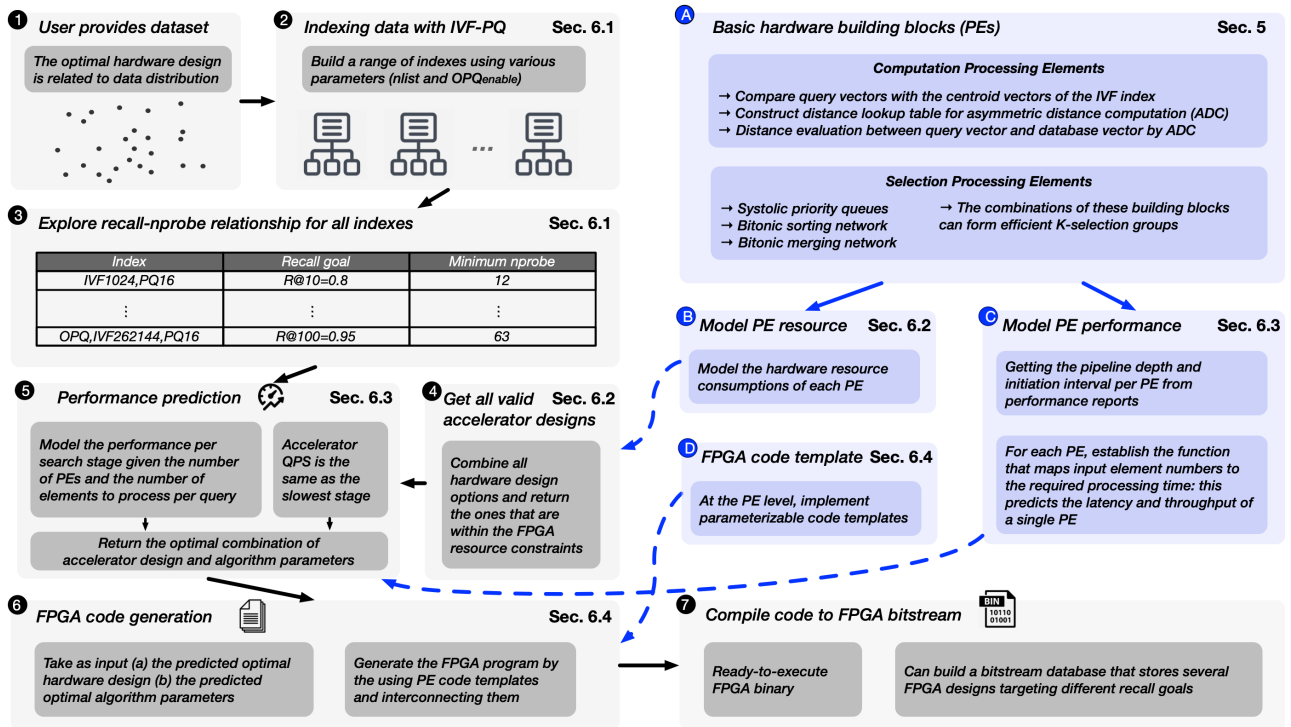 1 User provides dataset
The optimal hardware design
is related to data distribution
2 Indexing data with IVF-PQ Sec. 6.1
Build a range of indexes using various
parameters (nlist and OPQenable)
...
3 Explore recall-nprobe relationship for all indexes Sec. 6.1
Index Recall goal Minimum nprobe
IVF1024,PQ16 R@10=0.8 12
⋮ ⋮ ⋮
OPQ,IVF262144,PQ16 R@100=0.95 63
5 Performance prediction Sec. 6.3
Model the performance per
search stage given the number
of PEs and the number of
elements to process per query
Accelerator
QPS is the
same as the
slowest stage
Return the optimal combination of
accelerator design and algorithm parameters
4 Get all valid Sec. 6.2
accelerator designs
Combine all
hardware design
options and return
the ones that are
within the FPGA
resource constraints
6 FPGA code generation Sec. 6.4
Take as input (a) the predicted optimal
hardware design (b) the predicted
optimal algorithm parameters
Generate the FPGA program by
the using PE code templates
and interconnecting them
A Basic hardware building blocks (PEs) Sec. 5
Computation Processing Elements
→ Compare query vectors with the centroid vectors of the IVF index
→ Construct distance lookup table for asymmetric distance computation (ADC)
→ Distance evaluation between query vector and database vector by ADC
Selection Processing Elements
→ Systolic priority queues
→ Bitonic sorting network
→ Bitonic merging network
→ The combinations of these building blocks
can form efficient K-selection groups
B Model PE resource Sec. 6.2
Model the hardware resource
consumptions of each PE
C Model PE performance Sec. 6.3
Getting the pipeline depth and
initiation interval per PE from
performance reports
For each PE, establish the function
that maps input element numbers to
the required processing time: this
predicts the latency and throughput of
a single PE
D FPGA code template Sec. 6.4
At the PE level, implement
parameterizable code templates
7 Compile code to FPGA bitstream
BIN
10110
01001
Ready-to-execute
FPGA binary
Can build a bitstream database that stores several
FPGA designs targeting different recall goals